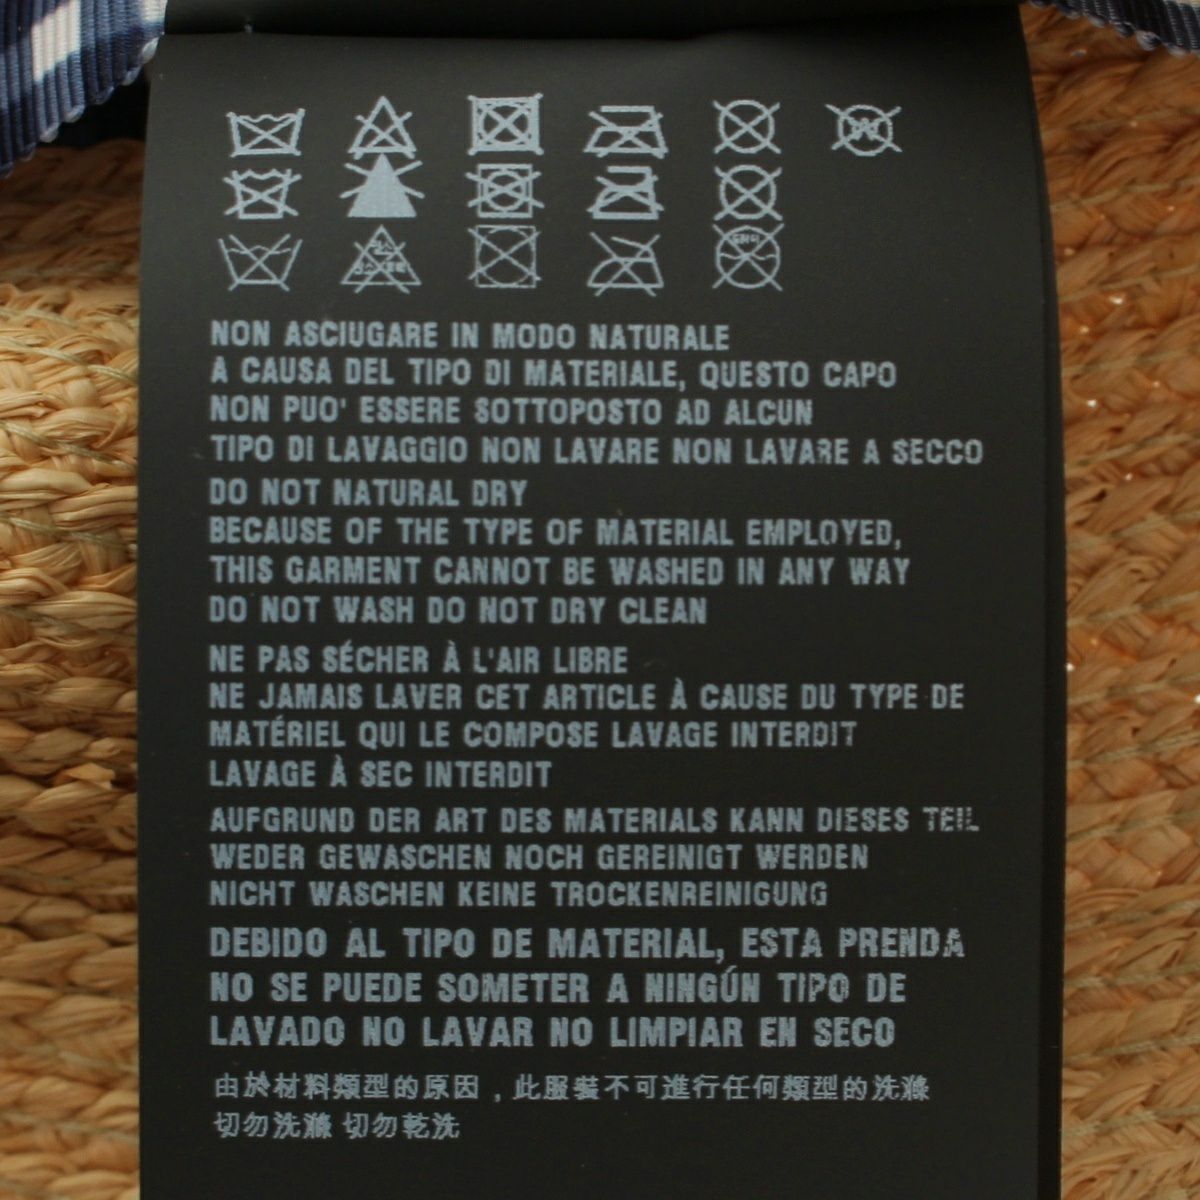 W
NON ASCIUGARE IN MODO NATURALE
A CAUSA DEL TIPO DI MATERIALE, QUESTO CAPO
NON PUO' ESSERE SOTTOPOSTO AD ALCUN
TIPO DI LAVAGGIO NON LAVARE NON LAVARE A SECCO
DO NOT NATURAL DRY
BECAUSE OF THE TYPE OF MATERIAL EMPLOYED,
THIS GARMENT CANNOT BE WASHED IN ANY WAY
DO NOT WASH DO NOT DRY CLEAN
NE PAS SÉCHER À L'AIR LIBRE
NE JAMAIS LAVER CET ARTICLE À CAUSE DU TYPE DE
MATÉRIEL QUI LE COMPOSE LAVAGE INTERDIT
LAVAGE À SEC INTERDIT
AUFGRUND DER ART DES MATERIALS KANN DIESES TEIL
WEDER GEWASCHEN NOCH GEREINIGT WERDEN
NICHT WASCHEN KEINE TROCKENREINIGUNG
DEBIDO AL TIPO DE MATERIAL, ESTA PRENDA
NO SE PUEDE SOMETER A NINGÚN TIPO DE
LAVADO NO LAVAR NO LIMPIAR EN SECO
由於材料類型的原因，此服裝不可進行任何類型的洗滌
切勿洗滌 切勿乾洗